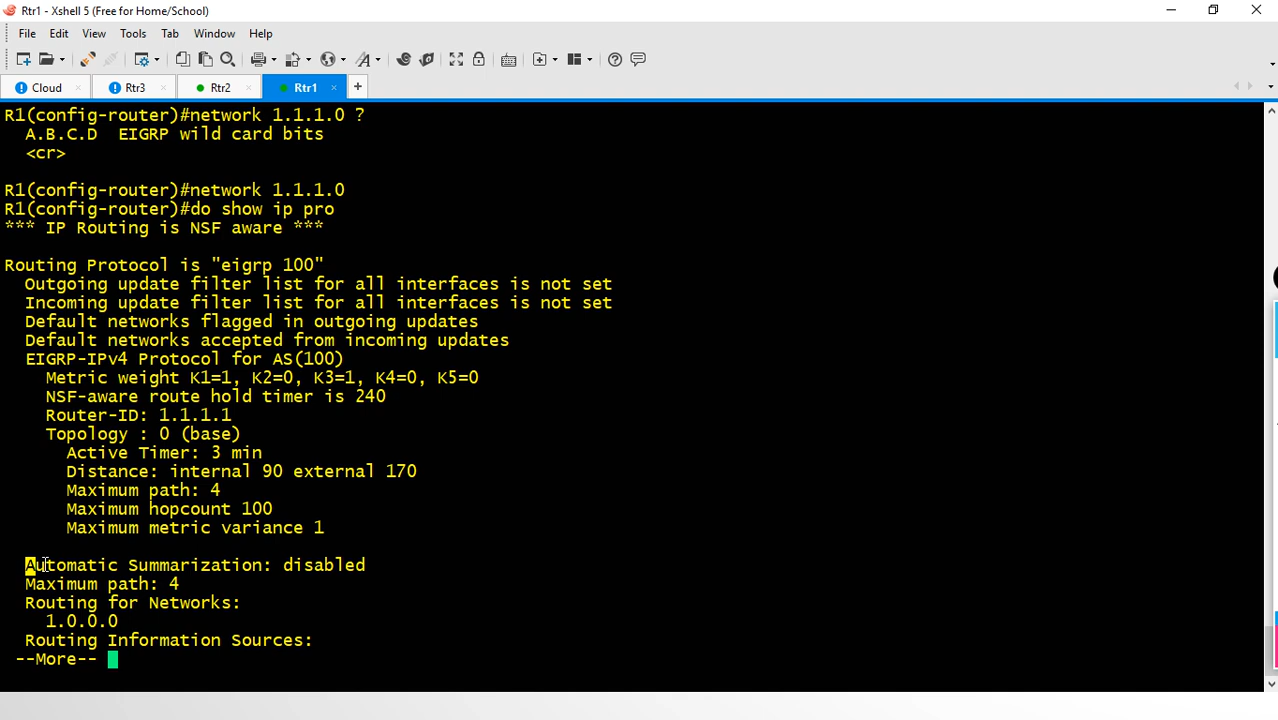 Rtr1 - Xshell 5 (Free for Home/School)
File Edit View Tools Tab Window Help
Cloud Rtr3 Rtr2 Rtr1
R1(config-router)#network 1.1.1.0 ?
A.B.C.D EIGRP wild card bits
<cr>
R1(config-router)#network 1.1.1.0
R1(config-router)#do show ip pro
*** IP Routing is NSF aware ***
Routing Protocol is "eigrp 100"
Outgoing update filter list for all interfaces is not set
Incoming update filter list for all interfaces is not set
Default networks flagged in outgoing updates
Default networks accepted from incoming updates
EIGRP-IPv4 Protocol for AS(100)
Metric weight K1=1, K2=0, K3=1, K4=0, K5=0
NSF-aware route hold timer is 240
Router-ID: 1.1.1.1
Topology : 0 (base)
Active Timer: 3 min
Distance: internal 90 external 170
Maximum path: 4
Maximum hopcount 100
Maximum metric variance 1
Automatic Summarization: disabled
Maximum path: 4
Routing for Networks:
1.0.0.0
Routing Information Sources:
--More--